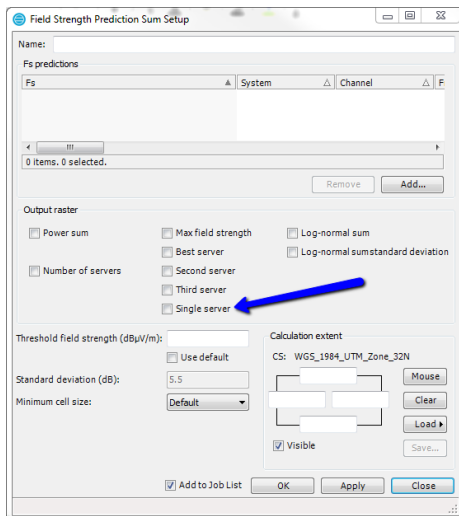 Field Strength Prediction Sum Setup
Name:
Fs predictions
Fs System Channel F
0 items. 0 selected.
Remove Add...
Output raster
Power sum Max field strength Log-normal sum
Best server Log-normal sum standard deviation
Number of servers Second server
Third server
Single server
Threshold field strength (dBµV/m): Calculation extent
Use default CS: WGS_1984_UTM_Zone_32N
Standard deviation (dB): 5.5 Mouse
Minimum cell size: Default Clear
Load
Visible Save...
Add to Job List OK Apply Close